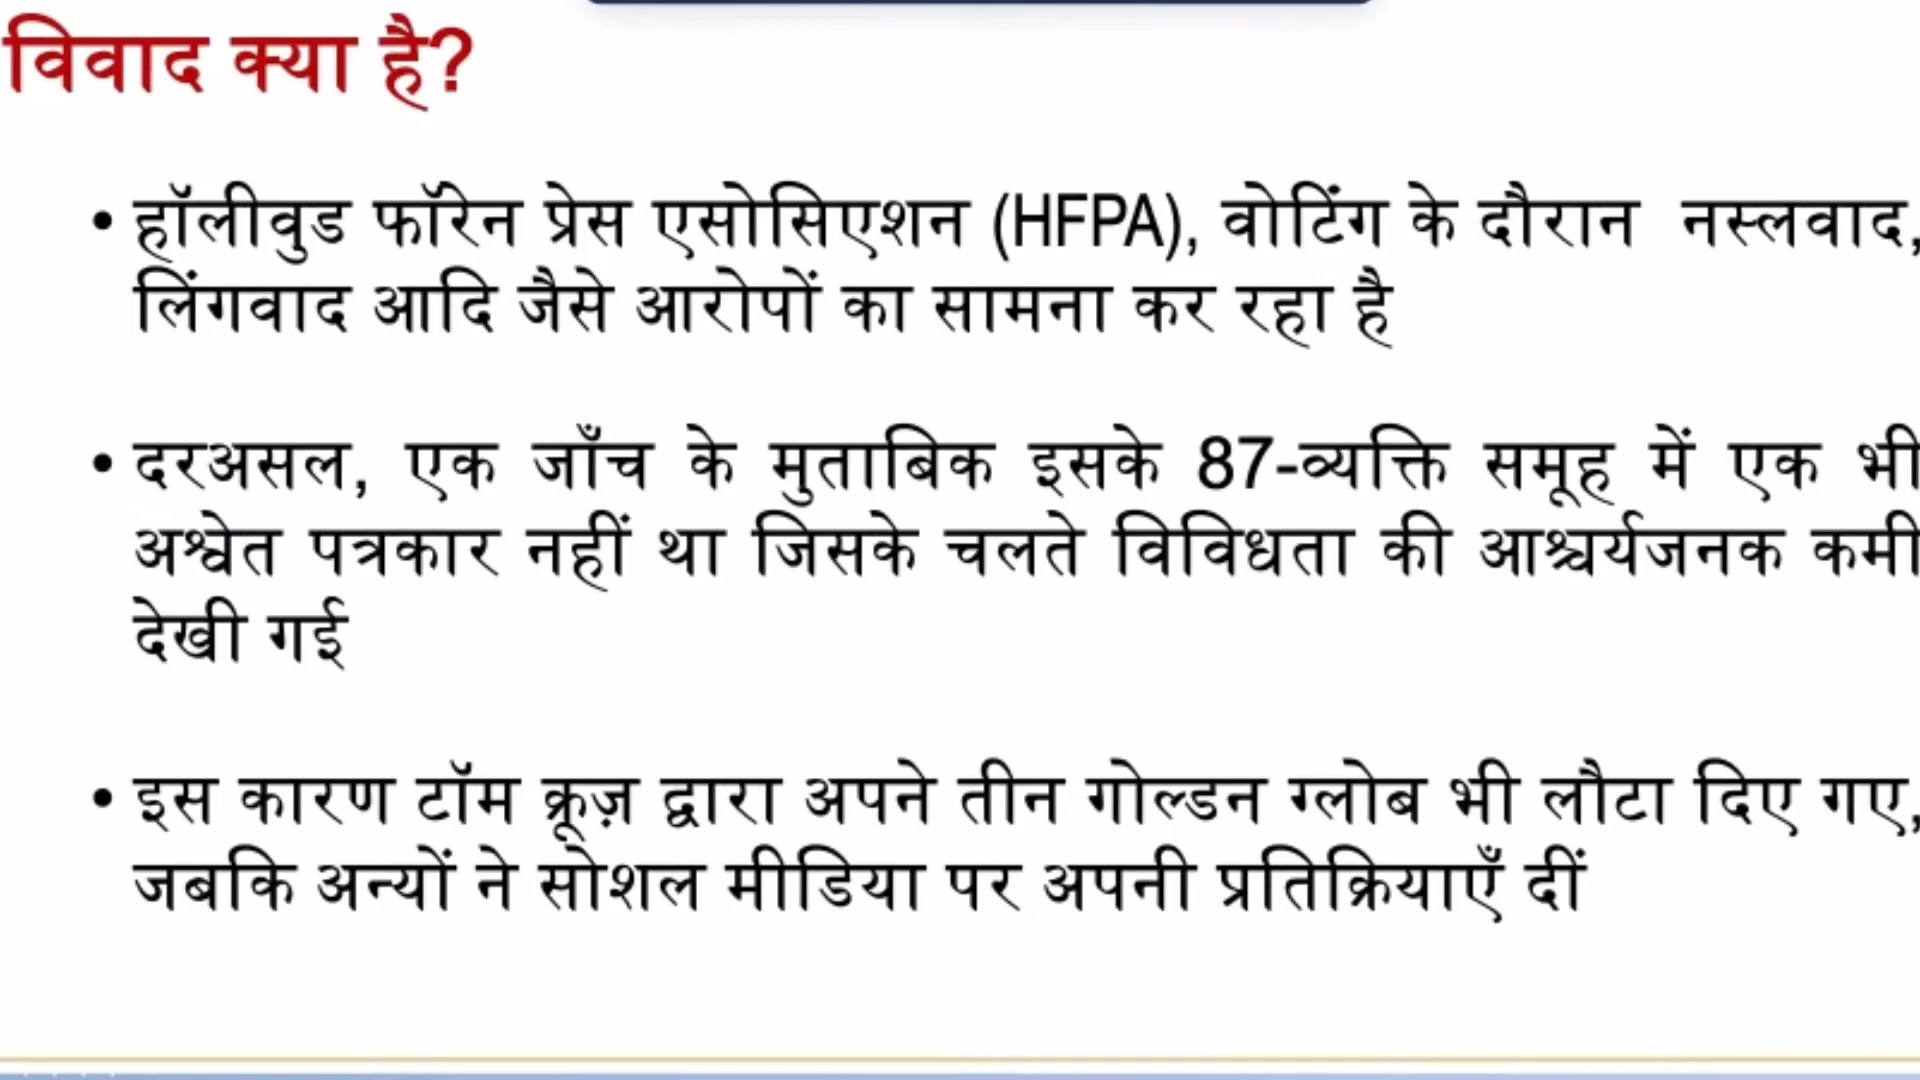 विवाद क्या है?
• हॉलीवुड फॉरेन प्रेस एसोसिएशन (HFPA), वोटिंग के दौरान नस्लवाद,
लिंगवाद आदि जैसे आरोपों का सामना कर रहा है
• दरअसल, एक जाँच के मुताबिक इसके 87-व्यक्ति समूह में एक भी
अश्वेत पत्रकार नहीं था जिसके चलते विविधता की आश्चर्यजनक कमी
देखी गई
• इस कारण टॉम क्रूज़ द्वारा अपने तीन गोल्डन ग्लोब भी लौटा दिए गए,
जबकि अन्यों ने सोशल मीडिया पर अपनी प्रतिक्रियाएँ दीं